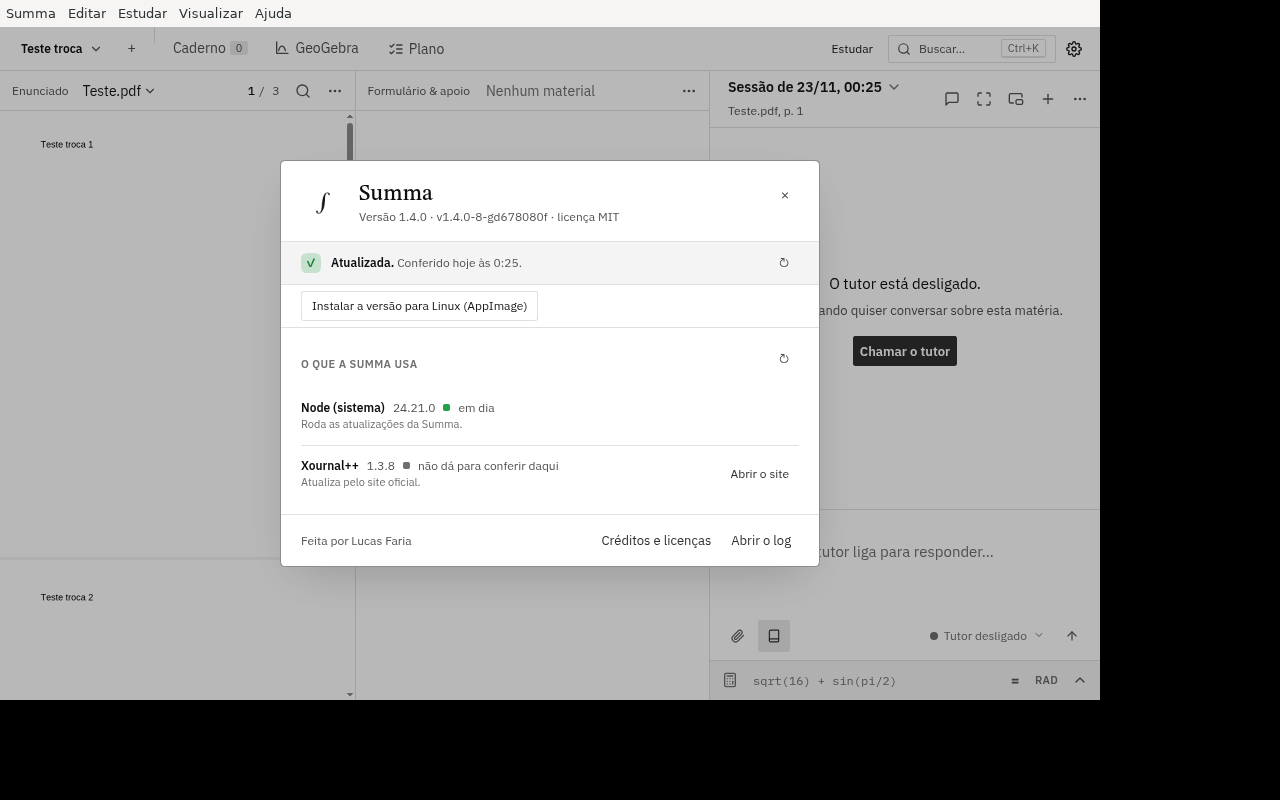 Summa Editar Estudar Visualizar Ajuda
Teste troca + Caderno 0 GeoGebra Plano Estudar Buscar... Ctrl+K
Enunciado Teste.pdf 1 / 3 Formulário & apoio Nenhum material
Sessão de 23/11, 00:25
Teste.pdf, p. 1
Teste troca 1
∫ Summa ×
Versão 1.4.0 · v1.4.0-8-gd678080f · licença MIT
Atualizada. Conferido hoje às 0:25.
Instalar a versão para Linux (AppImage)
O QUE A SUMMA USA
Node (sistema) 24.21.0 em dia
Roda as atualizações da Summa.
Xournal++ 1.3.8 não dá para conferir daqui
Atualiza pelo site oficial.
Abrir o site
Feita por Lucas Faria Créditos e licenças Abrir o log
O tutor está desligado.
quiser conversar sobre esta matéria.
Chamar o tutor
liga para responder...
Tutor desligado
sqrt(16) + sin(pi/2) = RAD
Teste troca 2